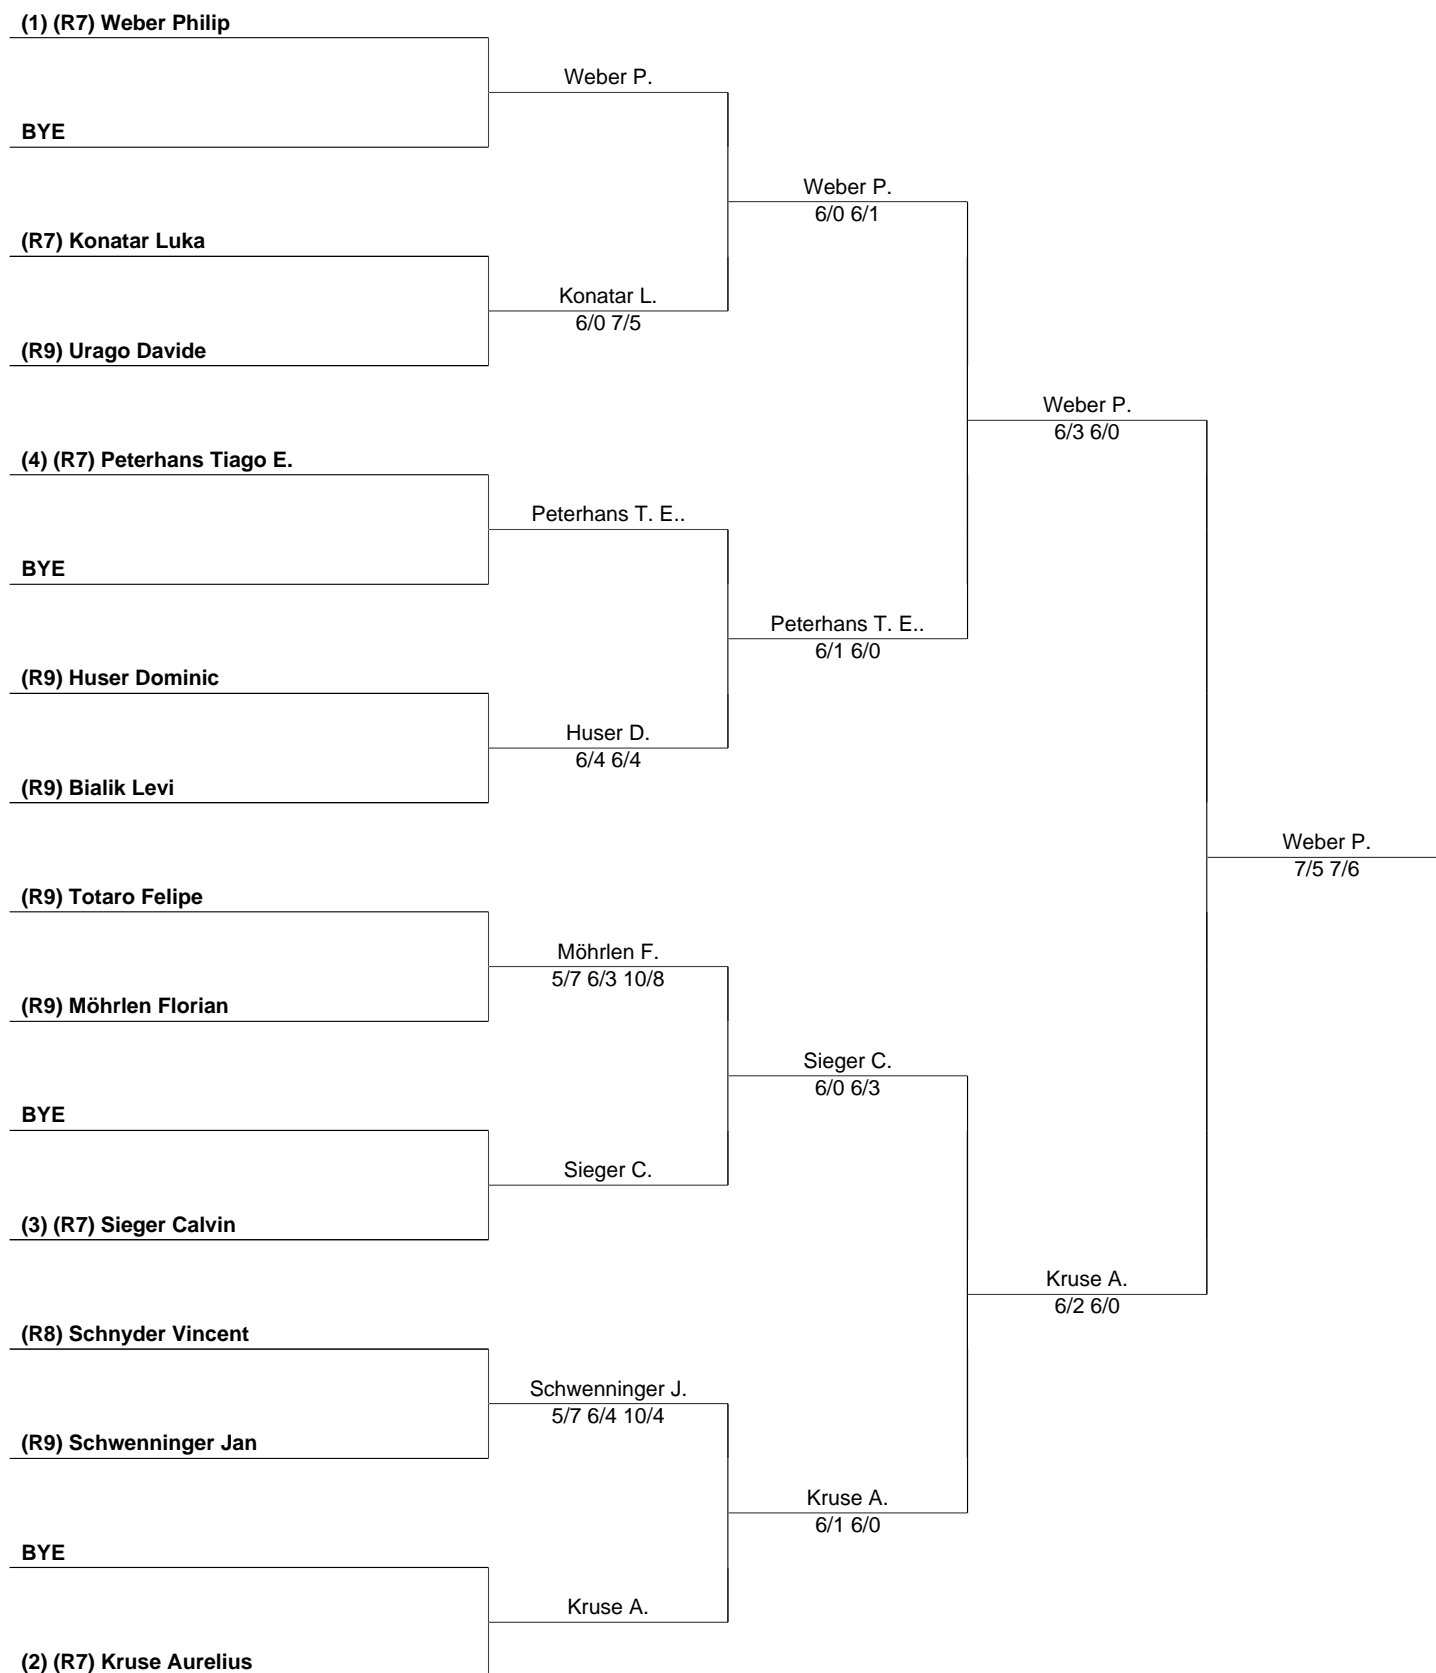 (1) (R7) Weber Philip
Weber P.
BYE
Weber P.
6/0 6/1
(R7) Konatar Luka
Konatar L.
6/0 7/5
(R9) Urago Davide
Weber P.
6/3 6/0
(4) (R7) Peterhans Tiago E.
Peterhans T. E..
BYE
Peterhans T. E..
6/1 6/0
(R9) Huser Dominic
Huser D.
6/4 6/4
(R9) Bialik Levi
Weber P.
7/5 7/6
(R9) Totaro Felipe
Möhrlen F.
5/7 6/3 10/8
(R9) Möhrlen Florian
Sieger C.
6/0 6/3
BYE
Sieger C.
(3) (R7) Sieger Calvin
Kruse A.
6/2 6/0
(R8) Schnyder Vincent
Schwenninger J.
5/7 6/4 10/4
(R9) Schwenninger Jan
Kruse A.
6/1 6/0
BYE
Kruse A.
(2) (R7) Kruse Aurelius